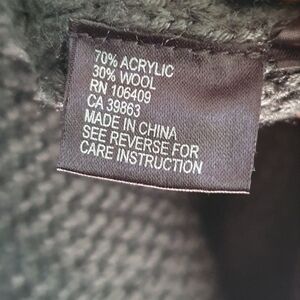 70% ACRYLIC
30% WOOL
RN 106409
CA 39863
MADE IN CHINA
SEE REVERSE FOR
CARE INSTRUCTION